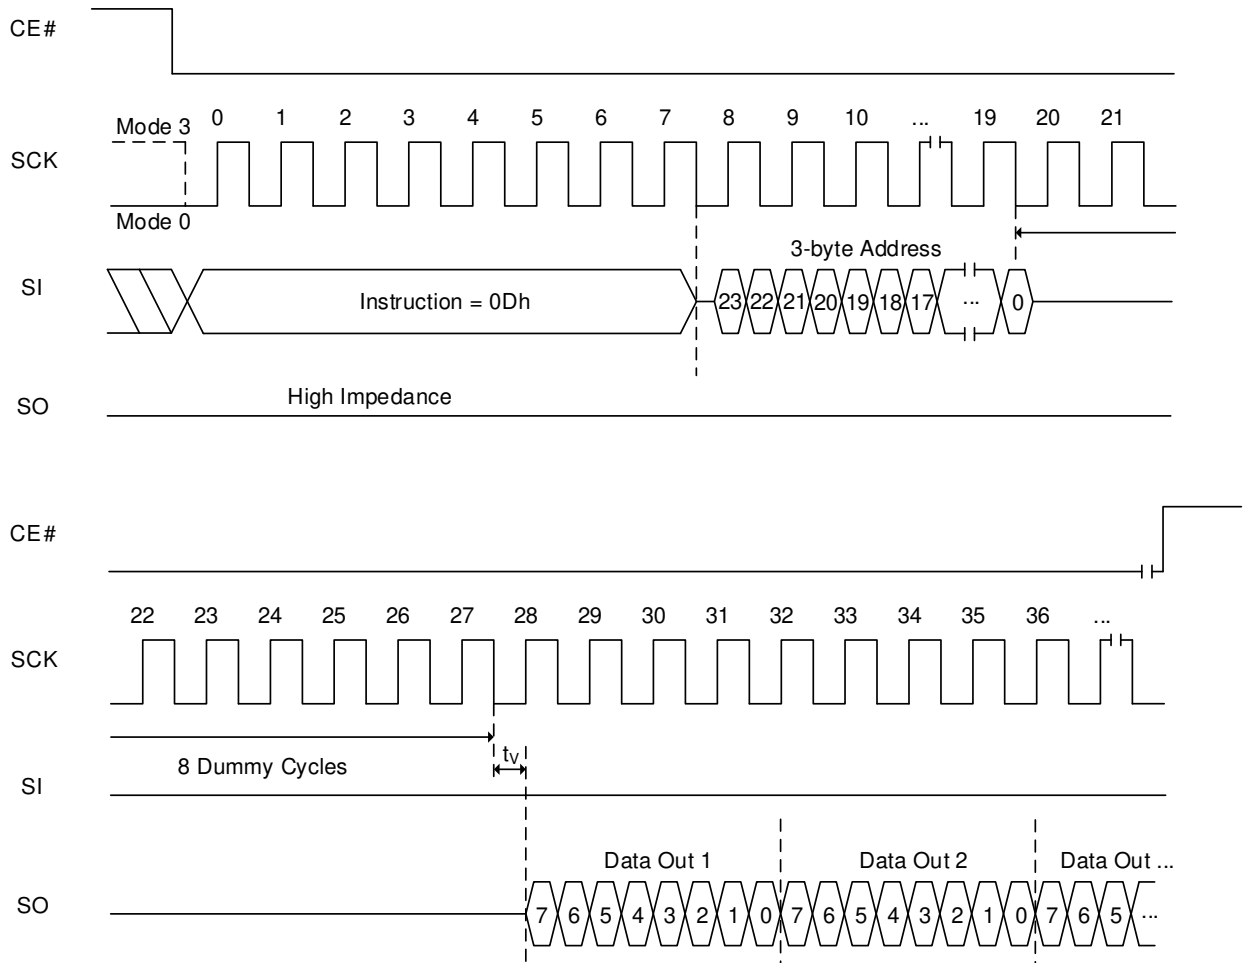 CE#
Mode 3 0 1 2 3 4 5 6 7 8 9 10 ... 19 20 21
SCK
Mode 0
3-byte Address
SI Instruction = 0Dh 23 22 21 20 19 18 17 ... 0
High Impedance
SO
CE#
22 23 24 25 26 27 28 29 30 31 32 33 34 35 36 ...
SCK
8 Dummy Cycles tV
SI
Data Out 1 Data Out 2 Data Out ...
SO 7 6 5 4 3 2 1 0 7 6 5 4 3 2 1 0 7 6 5 ...